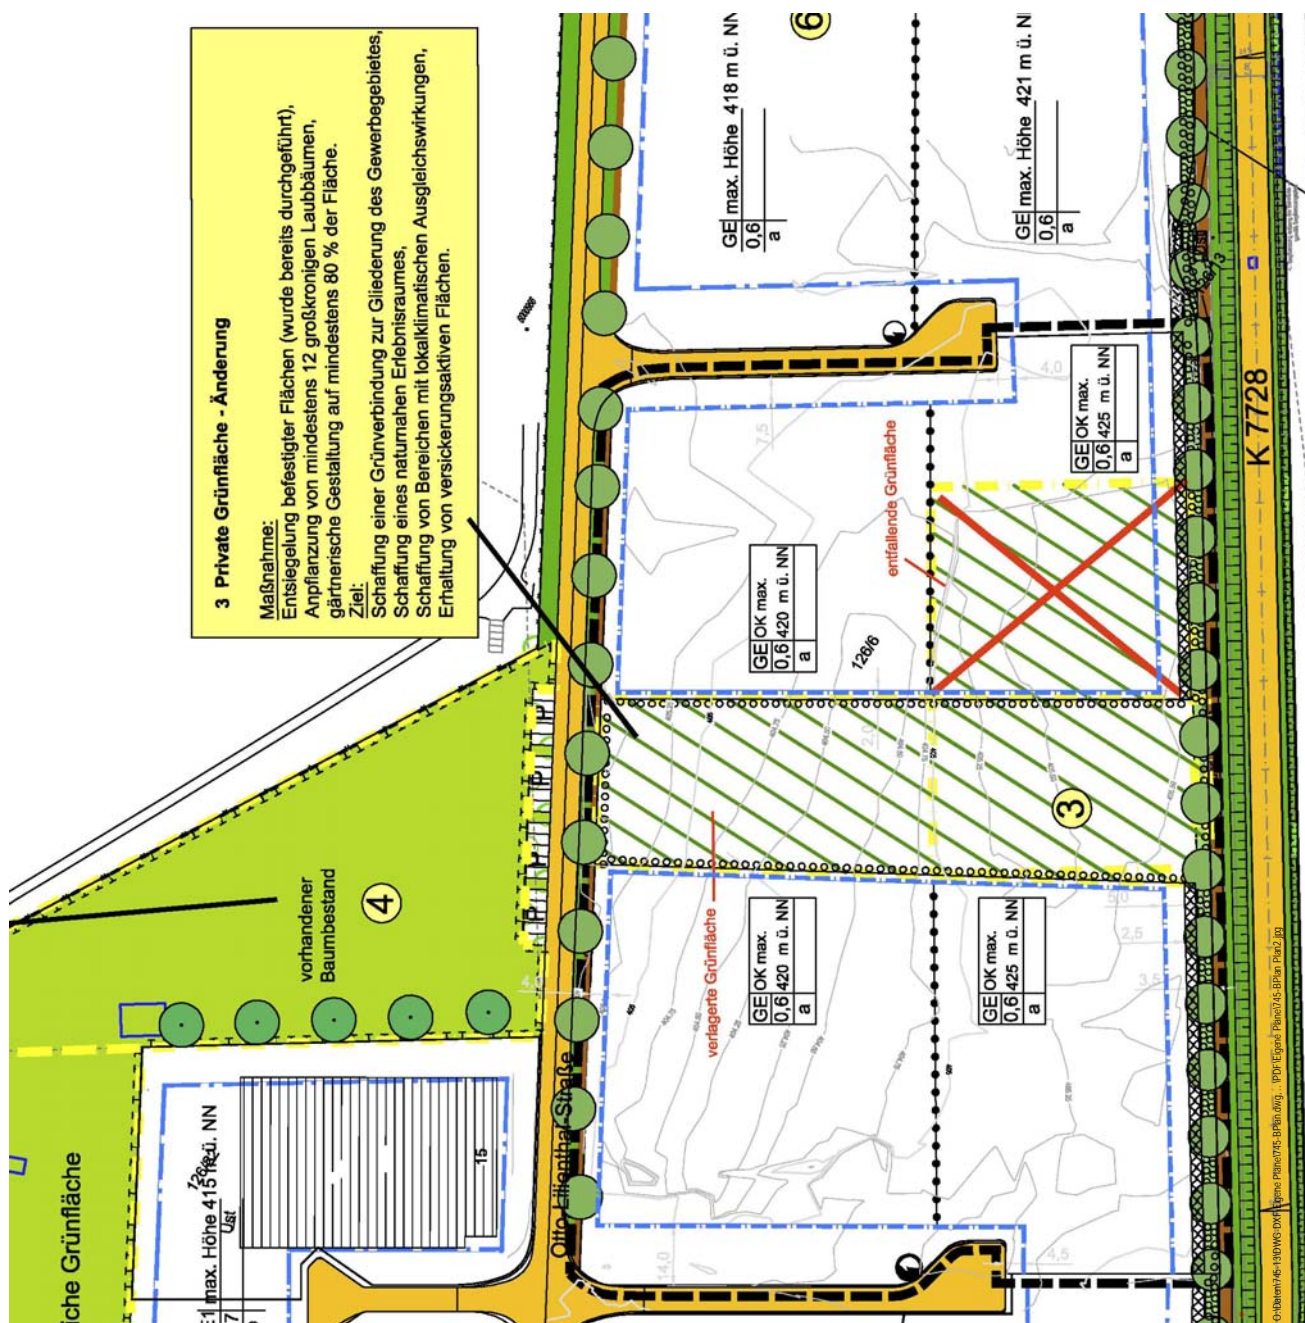 3 Private Grünfläche - Änderung
Maßnahme:
Entsiegelung befestigter Flächen (wurde bereits durchgeführt),
Anpflanzung von mindestens 12 großkronigen Laubbäumen,
gärtnerische Gestaltung auf mindestens 80 % der Fläche.
Ziel:
Schaffung einer Grünverbindung zur Gliederung des Gewerbegebietes,
Schaffung eines naturnahen Erlebnisraumes,
Schaffung von Bereichen mit lokalklimatischen Ausgleichswirkungen,
Erhaltung von versickerungsaktiven Flächen.
6
GE max. Höhe 418 m ü. NN
0,6
a
GE max. Höhe 421 m ü. NN
0,6
a
GE OK max.
0,6 425 m ü. NN
a
GE OK max.
0,6 420 m ü. NN
a
entfallende Grünfläche
126/6
K 7728
7,5
4,0
2,0
3
verlagerte Grünfläche
vorhandener
Baumbestand
4
P
P
P
P
4,0
GE OK max.
0,6 420 m ü. NN
a
GE OK max.
0,6 425 m ü. NN
a
5,0
2,5
3,5
4,5
14,0
Otto-Lilienthal-Straße
iche Grünfläche
max. Höhe 415 m ü. NN
Ust
15